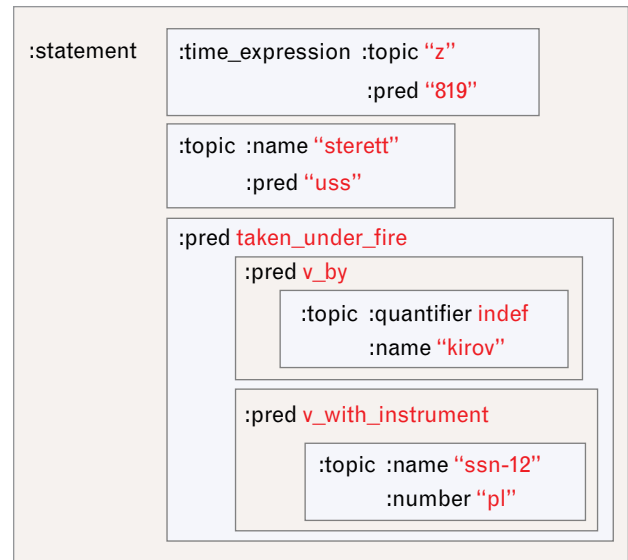 :statement :time_expression :topic “z”
:pred “819”
:topic :name “sterett”
:pred “uss”
:pred taken_under_fire
:pred v_by
:topic :quantifier indef
:name “kirov”
:pred v_with_instrument
:topic :name “ssn-12”
:number “pl”